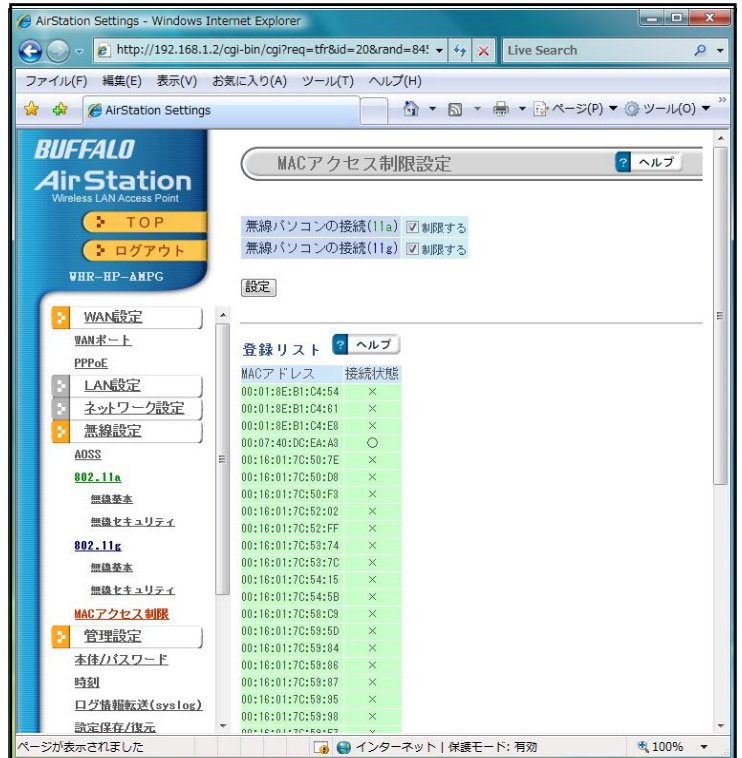 AirStation Settings - Windows Internet Explorer
http://192.168.1.2/cgi-bin/cgi?req=tfr&id=20&rand=84
Live Search
ファイル(F) 編集(E) 表示(V) お気に入り(A) ツール(T) ヘルプ(H)
AirStation Settings
ページ(P) ツール(O)
BUFFALO
AirStation
Wireless LAN Access Point
TOP
ログアウト
WHR-HP-AMPG
WAN設定
WANポート
PPPoE
LAN設定
ネットワーク設定
無線設定
AOSS
802.11a
無線基本
無線セキュリティ
802.11g
無線基本
無線セキュリティ
MACアクセス制限
管理設定
本体/パスワード
時刻
ログ情報転送(syslog)
設定保存/復元
MACアクセス制限設定
? ヘルプ
無線パソコンの接続(11a) 制限する
無線パソコンの接続(11g) 制限する
設定
登録リスト ? ヘルプ
MACアドレス 接続状態
00:01:8E:B1:C4:54 ×
00:01:8E:B1:C4:61 ×
00:01:8E:B1:C4:E8 ×
00:07:40:DC:EA:A3 ○
00:16:01:7C:50:7E ×
00:16:01:7C:50:D8 ×
00:16:01:7C:50:F3 ×
00:16:01:7C:52:02 ×
00:16:01:7C:52:FF ×
00:16:01:7C:53:74 ×
00:16:01:7C:53:7C ×
00:16:01:7C:54:15 ×
00:16:01:7C:54:5B ×
00:16:01:7C:58:C9 ×
00:16:01:7C:59:5D ×
00:16:01:7C:59:84 ×
00:16:01:7C:59:86 ×
00:16:01:7C:59:87 ×
00:16:01:7C:59:95 ×
00:16:01:7C:59:98 ×
ページが表示されました
インターネット | 保護モード: 有効
100%